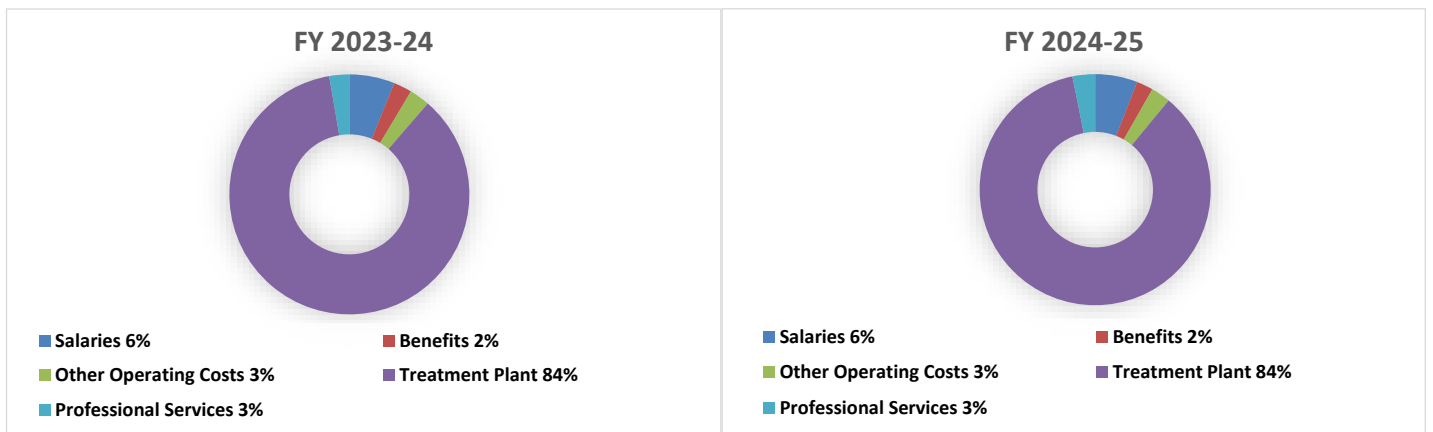 FY 2023-24
Salaries 6%
Benefits 2%
Other Operating Costs 3%
Treatment Plant 84%
Professional Services 3%
FY 2024-25
Salaries 6%
Benefits 2%
Other Operating Costs 3%
Treatment Plant 84%
Professional Services 3%